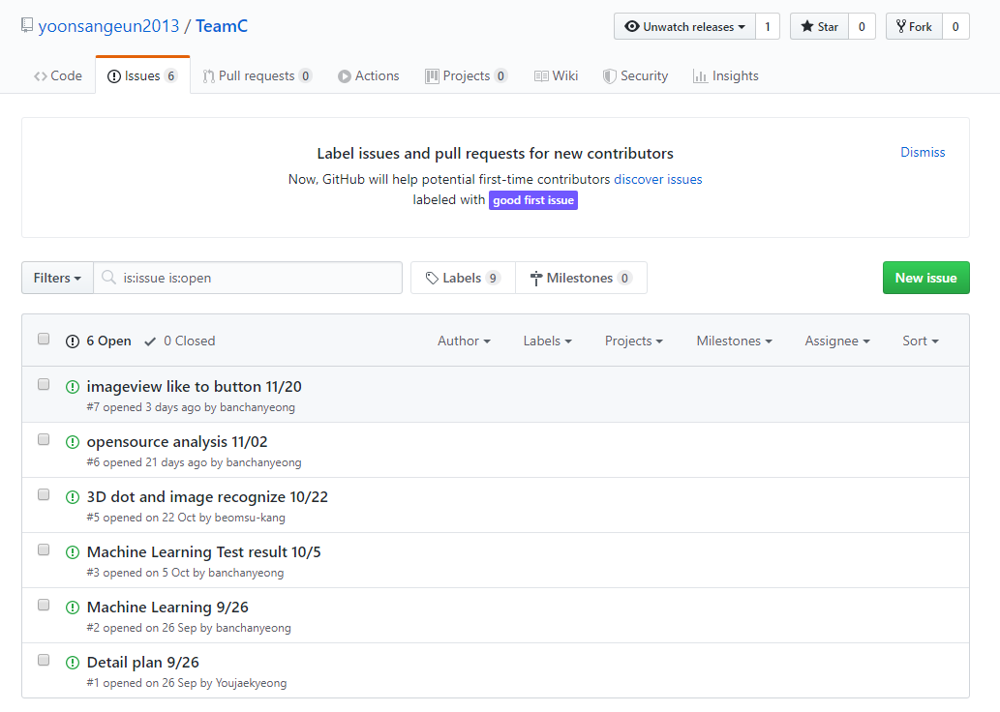 yoonsangeun2013 / TeamC
Unwatch releases 1 Star 0 Fork 0
Code Issues 6 Pull requests 0 Actions Projects 0 Wiki Security Insights
Label issues and pull requests for new contributors
Dismiss
Now, GitHub will help potential first-time contributors discover issues
labeled with good first issue
Filters is:issue is:open Labels 9 Milestones 0 New issue
6 Open 0 Closed Author Labels Projects Milestones Assignee Sort
imageview like to button 11/20
#7 opened 3 days ago by banchanyeong
opensource analysis 11/02
#6 opened 21 days ago by banchanyeong
3D dot and image recognize 10/22
#5 opened on 22 Oct by beomsu-kang
Machine Learning Test result 10/5
#3 opened on 5 Oct by banchanyeong
Machine Learning 9/26
#2 opened on 26 Sep by banchanyeong
Detail plan 9/26
#1 opened on 26 Sep by Youjaekyeong